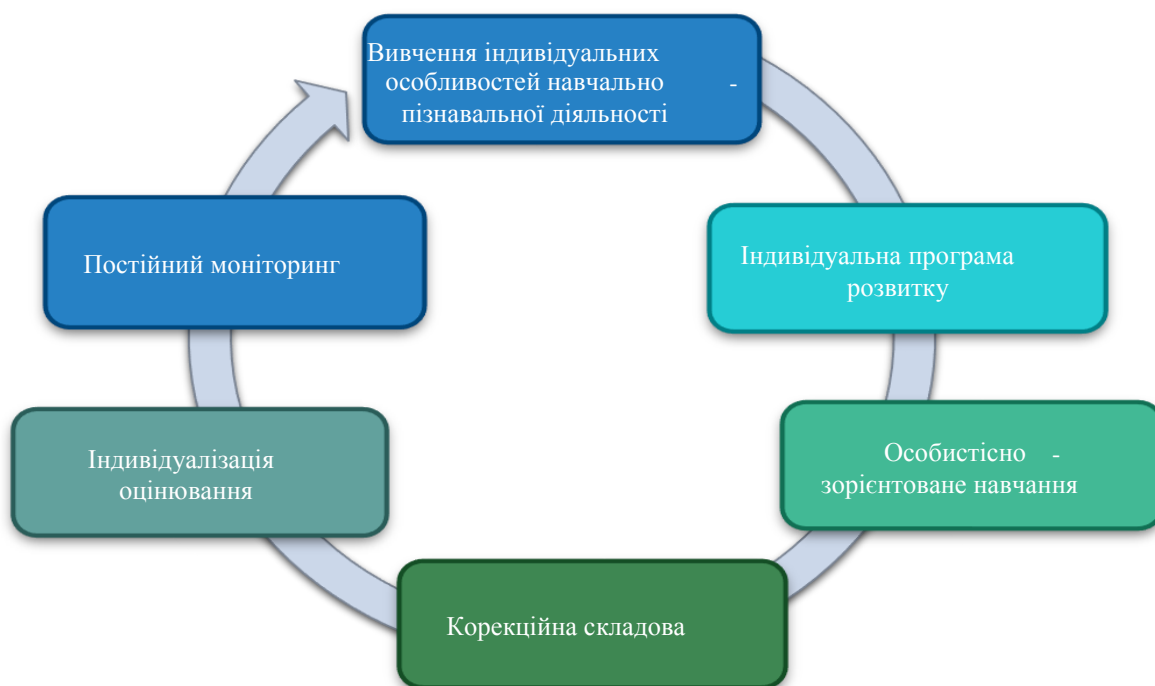 Вивчення індивідуальних
особливостей навчально -
пізнавальної діяльності
Індивідуальна програма
розвитку
Особистісно -
зорієнтоване навчання
Корекційна складова
Індивідуалізація
оцінювання
Постійний моніторинг